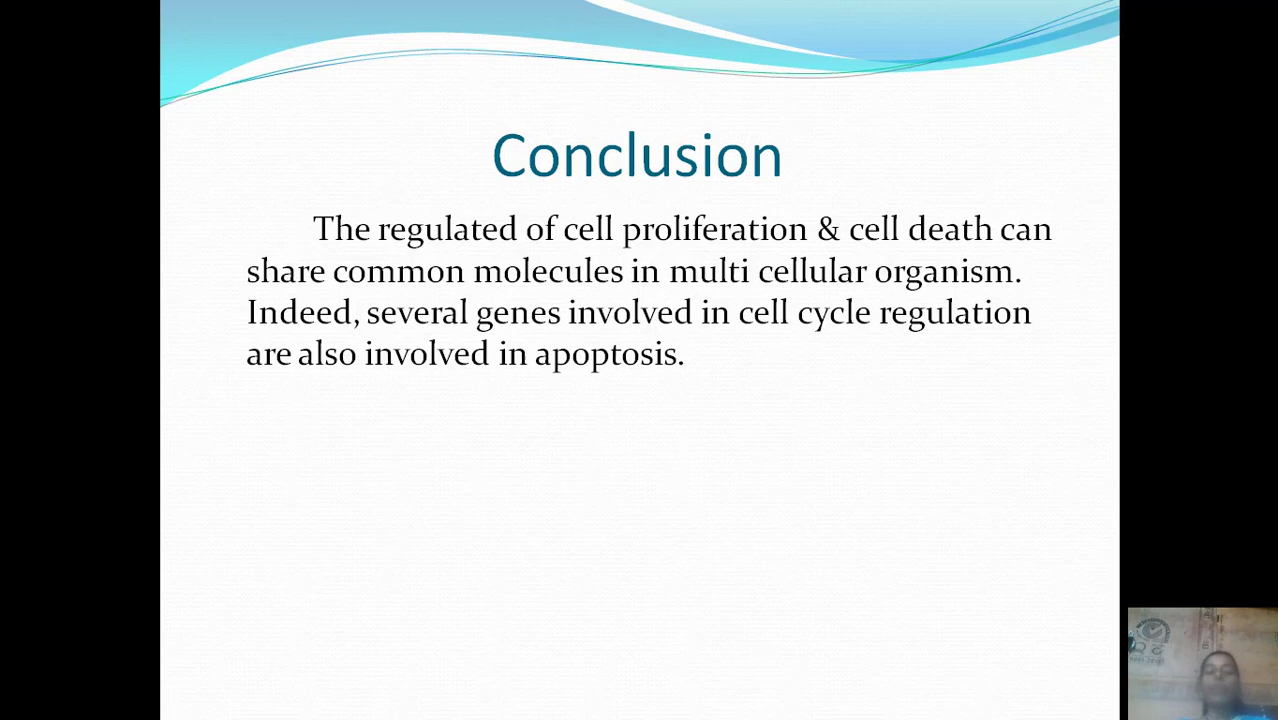 Conclusion
The regulated of cell proliferation & cell death can
share common molecules in multi cellular organism.
Indeed, several genes involved in cell cycle regulation
are also involved in apoptosis.